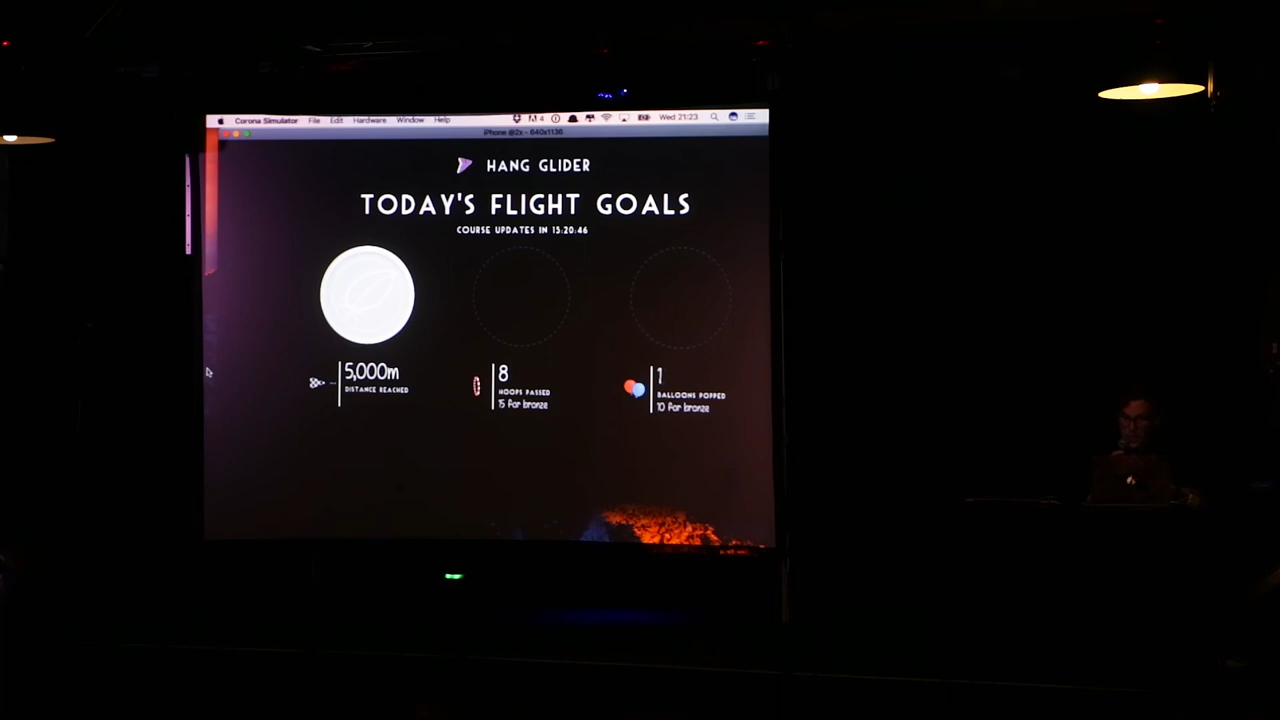 Corona Simulator File Edit Hardware Window Help 4 Wed 21:23
iPhone @2x - 640x1136
HANG GLIDER
TODAY'S FLIGHT GOALS
COURSE UPDATES IN 15:20:46
5,000m
DISTANCE REACHED
8
HOOPS PASSED
15 for bronze
1
BALLOONS POPPED
10 for bronze